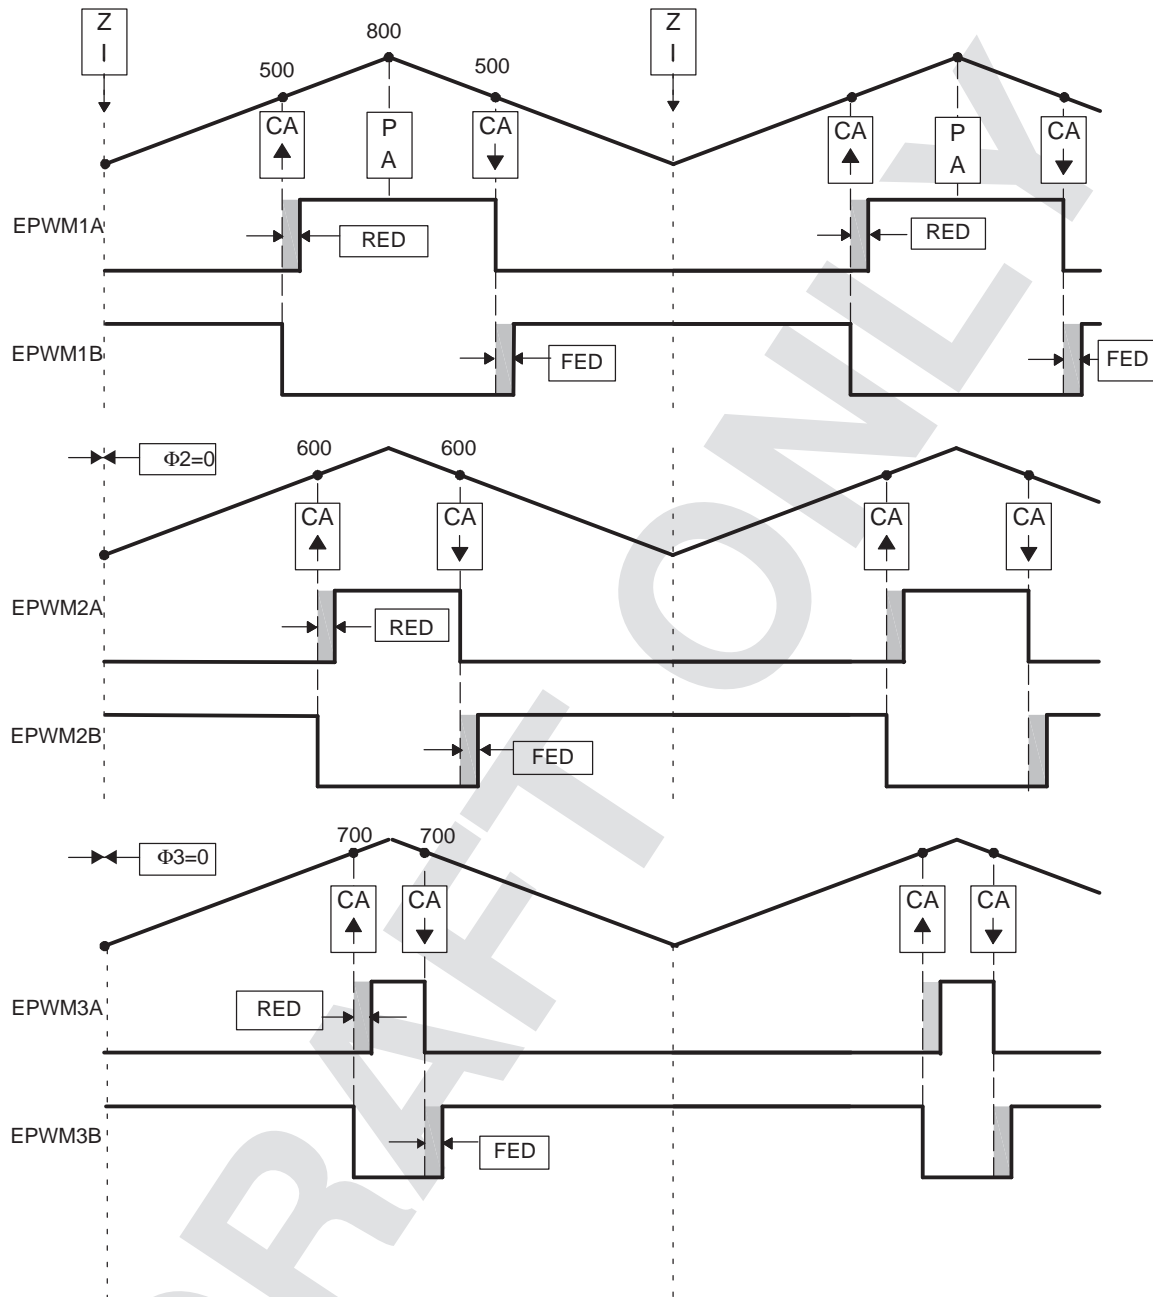 Z
I
Z
I
800
500
500
CA
P
A
CA
CA
P
A
CA
EPWM1A
RED
RED
EPWM1B
FED
FED
Φ2=0
600
600
CA
CA
CA
CA
EPWM2A
RED
EPWM2B
FED
Φ3=0
700
700
CA
CA
CA
CA
EPWM3A
RED
EPWM3B
FED
DRAFT ONLY